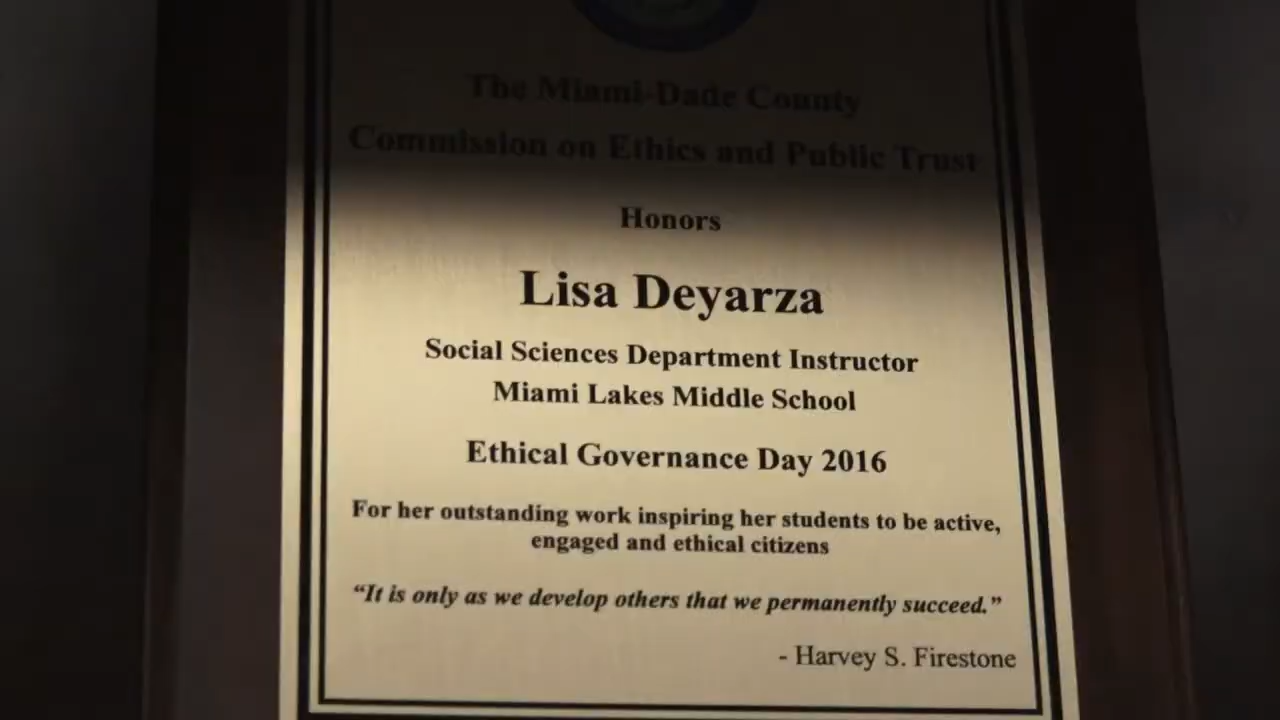 The Miami-Dade County
Commission on Ethics and Public Trust
Honors
Lisa Deyarza
Social Sciences Department Instructor
Miami Lakes Middle School
Ethical Governance Day 2016
For her outstanding work inspiring her students to be active,
engaged and ethical citizens
“It is only as we develop others that we permanently succeed.”
- Harvey S. Firestone